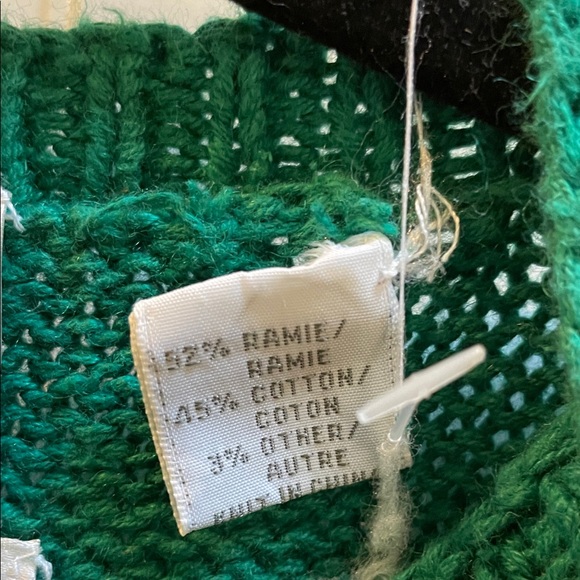 52% RAMIE/
RAMIE
45% COTTON/
COTON
3% OTHER/
AUTRE
KNIT IN CHINA